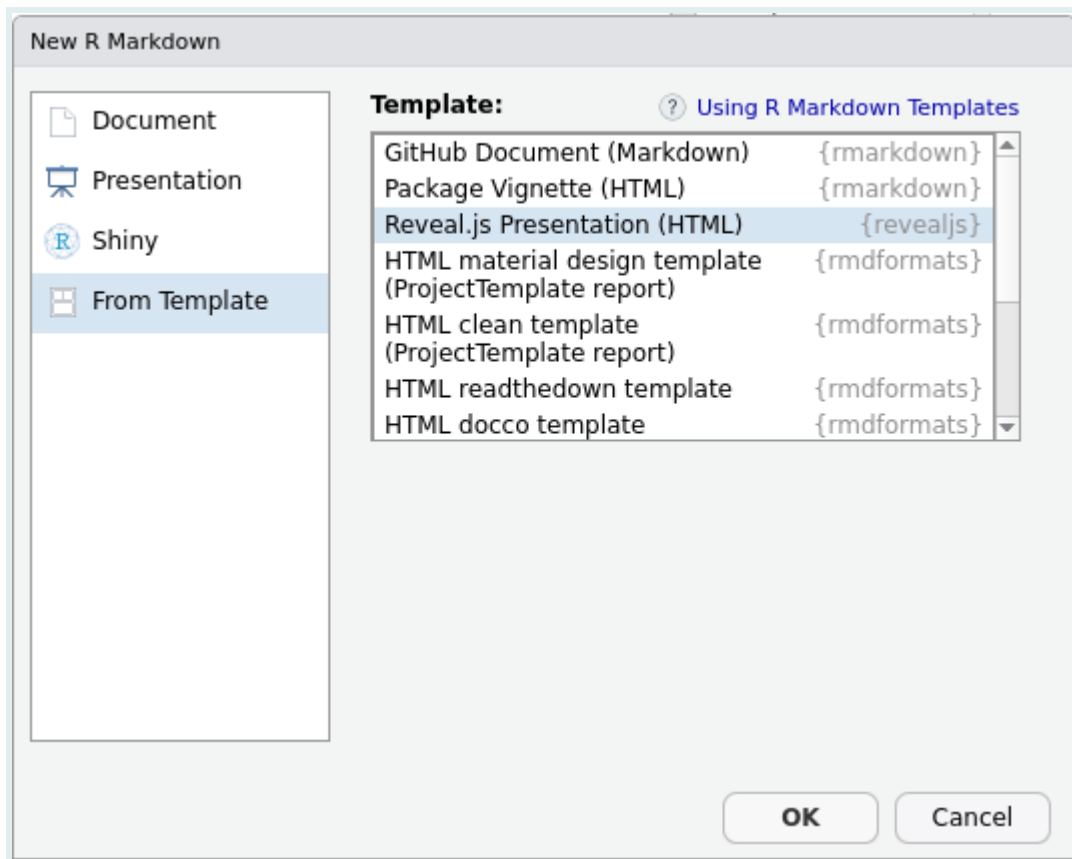 New R Markdown
Document
Presentation
R Shiny
From Template
Template:
? Using R Markdown Templates
GitHub Document (Markdown) {rmarkdown}
Package Vignette (HTML) {rmarkdown}
Reveal.js Presentation (HTML) {revealjs}
HTML material design template {rmdformats}
(ProjectTemplate report)
HTML clean template {rmdformats}
(ProjectTemplate report)
HTML readthedown template {rmdformats}
HTML docco template {rmdformats}
OK Cancel